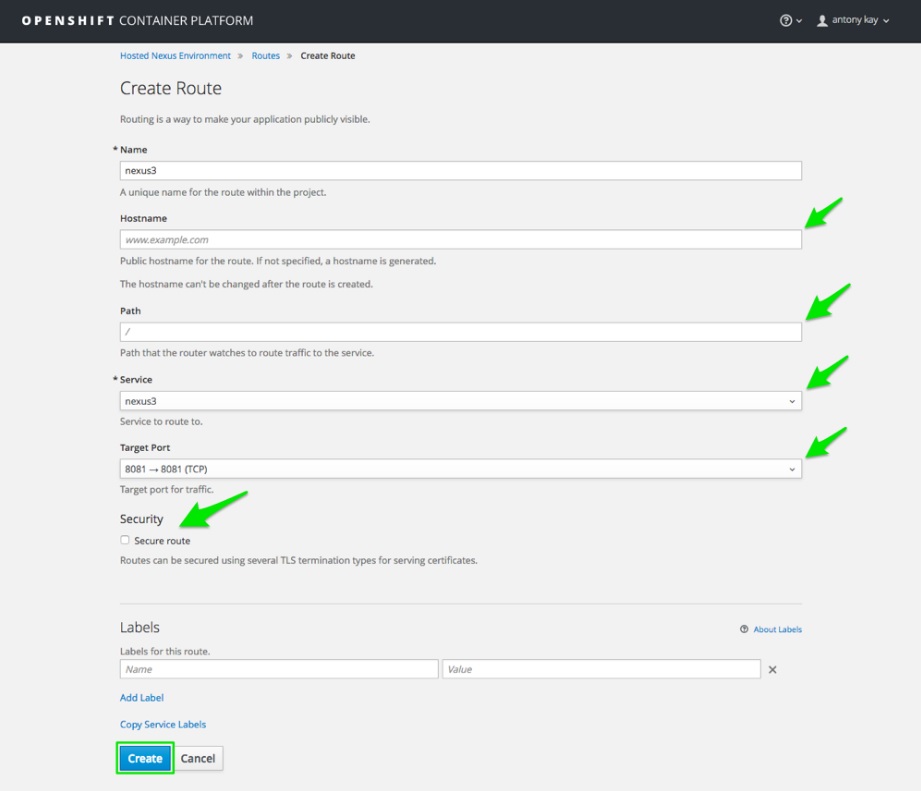 OPENSHIFT CONTAINER PLATFORM
antony kay
Hosted Nexus Environment » Routes » Create Route
Create Route
Routing is a way to make your application publicly visible.
* Name
nexus3
A unique name for the route within the project.
Hostname
www.example.com
Public hostname for the route. If not specified, a hostname is generated.
The hostname can't be changed after the route is created.
Path
/
Path that the router watches to route traffic to the service.
* Service
nexus3
Service to route to.
Target Port
8081 → 8081 (TCP)
Target port for traffic.
Security
Secure route
Routes can be secured using several TLS termination types for serving certificates.
Labels
About Labels
Labels for this route.
Name Value
Add Label
Copy Service Labels
Create Cancel